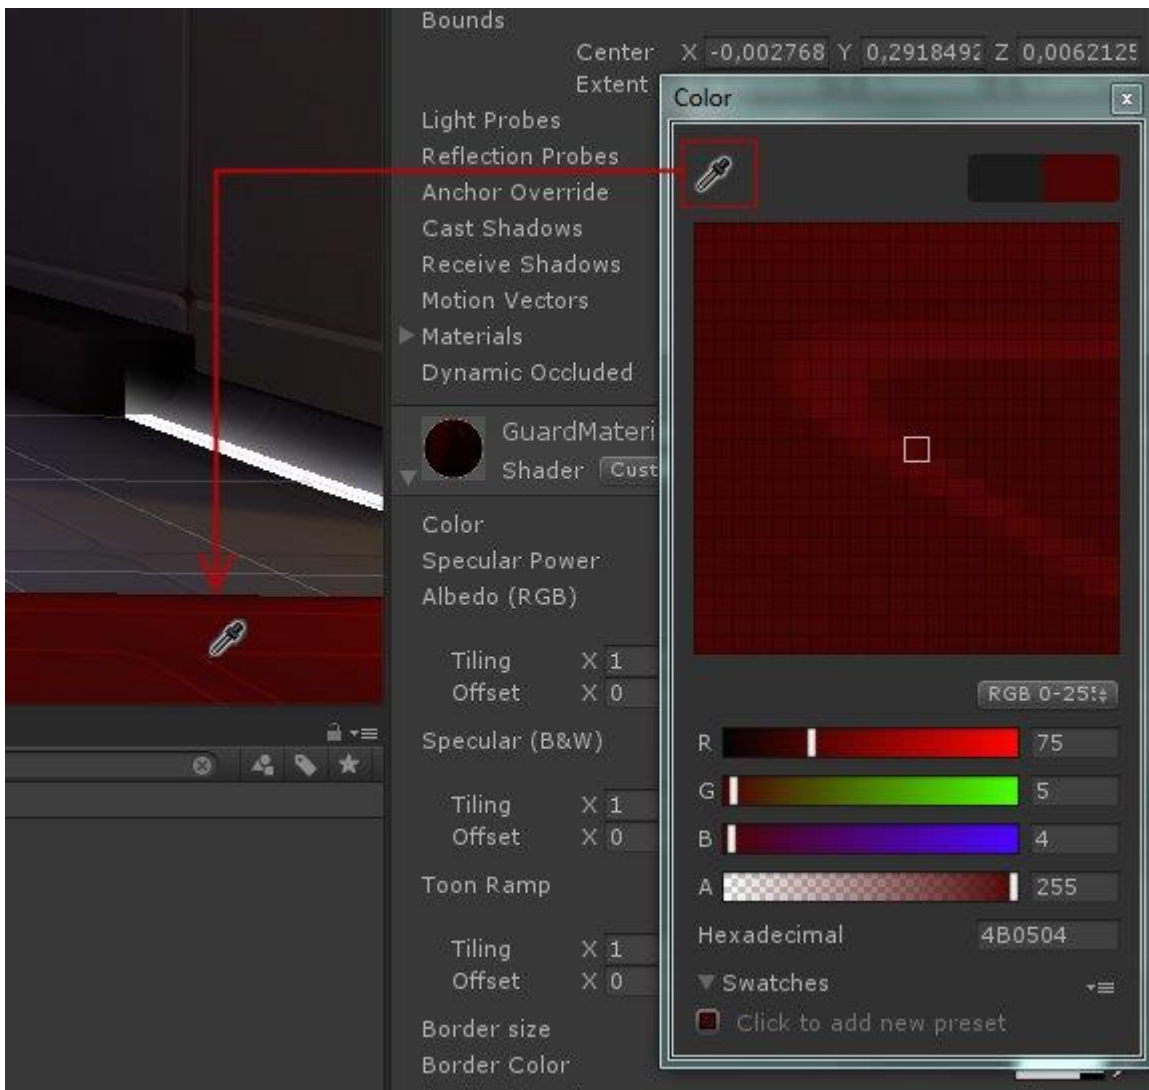 Bounds
Center X -0,002768 Y 0,2918492 Z 0,0062125
Extent
Light Probes
Reflection Probes
Anchor Override
Cast Shadows
Receive Shadows
Motion Vectors
Materials
Dynamic Occluded
GuardMateri
Shader Cust
Color
Specular Power
Albedo (RGB)
Tiling X 1
Offset X 0
Specular (B&W)
Tiling X 1
Offset X 0
Toon Ramp
Tiling X 1
Offset X 0
Border size
Border Color
Color
RGB 0-255
R 75
G 5
B 4
A 255
Hexadecimal 4B0504
Swatches
Click to add new preset